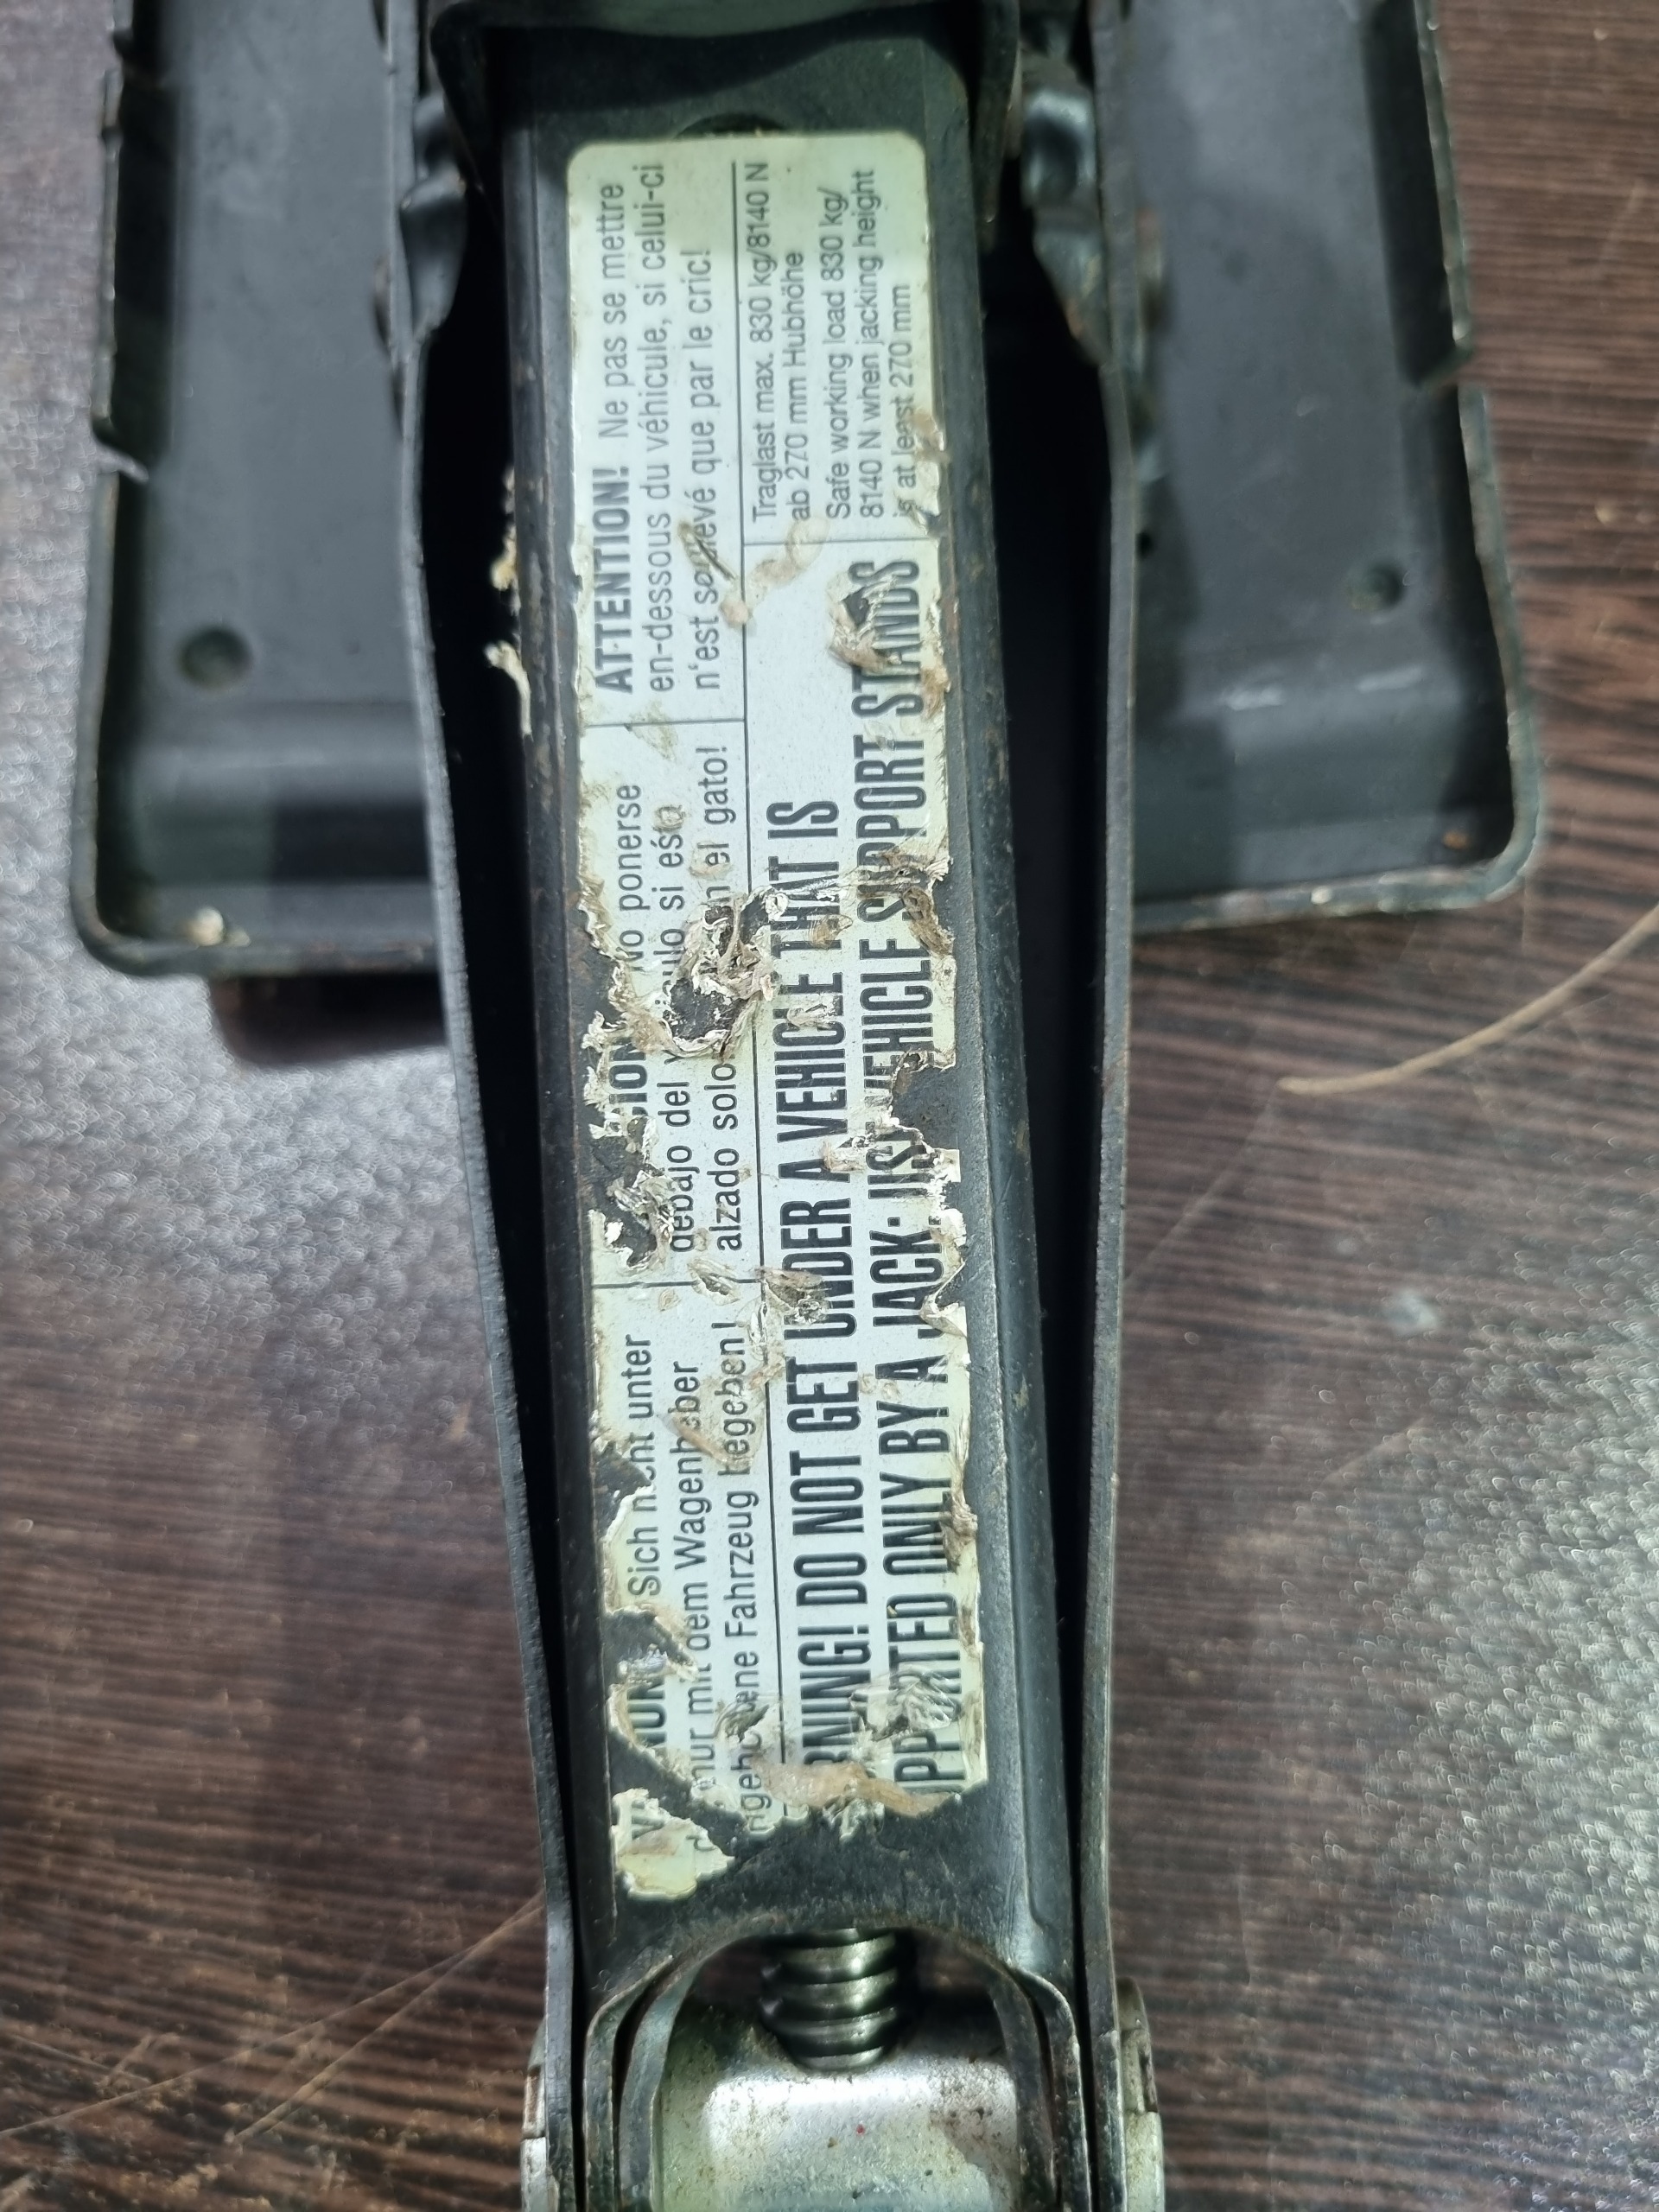 Sich nicht unter
nur mit dem Wagenheber
Fahrzeug begeben!
No ponerse
debajo del si ésto
alzado solo el gato!
ATTENTION! Ne pas se mettre
en-dessous du véhicule, si celui-ci
n'est soulevé que par le cric!
DO NOT GET UNDER A VEHICLE THAT IS
ONLY BY A JACK· USE VEHICLE SUPPORT STANDS
Traglast max. 830 kg/8140 N
ab 270 mm Hubhöhe
Safe working load 830 kg/
8140 N when jacking height
is at least 270 mm